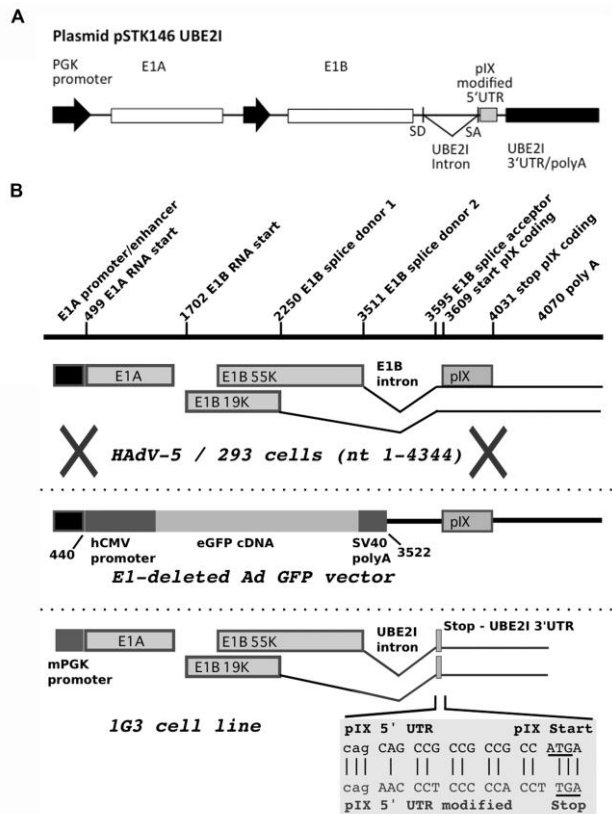 A
Plasmid pSTK146 UBE2I
PGK
promoter
E1A
E1B
pIX
modified
5'UTR
SD
SA
UBE2I
Intron
UBE2I
3'UTR/polyA
B
E1A promoter/enhancer
499 E1A RNA start
1702 E1B RNA start
2250 E1B splice donor 1
3511 E1B splice donor 2
3595 E1B splice acceptor
3609 start pIX coding
4031 stop pIX coding
4070 poly A
E1A
E1B 55K
E1B
intron
pIX
E1B 19K
HAdV-5 / 293 cells (nt 1-4344)
pIX
440
hCMV
promoter
eGFP cDNA
SV40
polyA
3522
E1-deleted Ad GFP vector
UBE2I
intron
Stop - UBE2I 3'UTR
E1A
E1B 55K
mPGK
promoter
E1B 19K
1G3 cell line
pIX 5' UTR pIX Start
cag CAG CCG CCG CCG CC ATGA
cag AAC CCT CCC CCA CCT TGA
pIX 5' UTR modified Stop